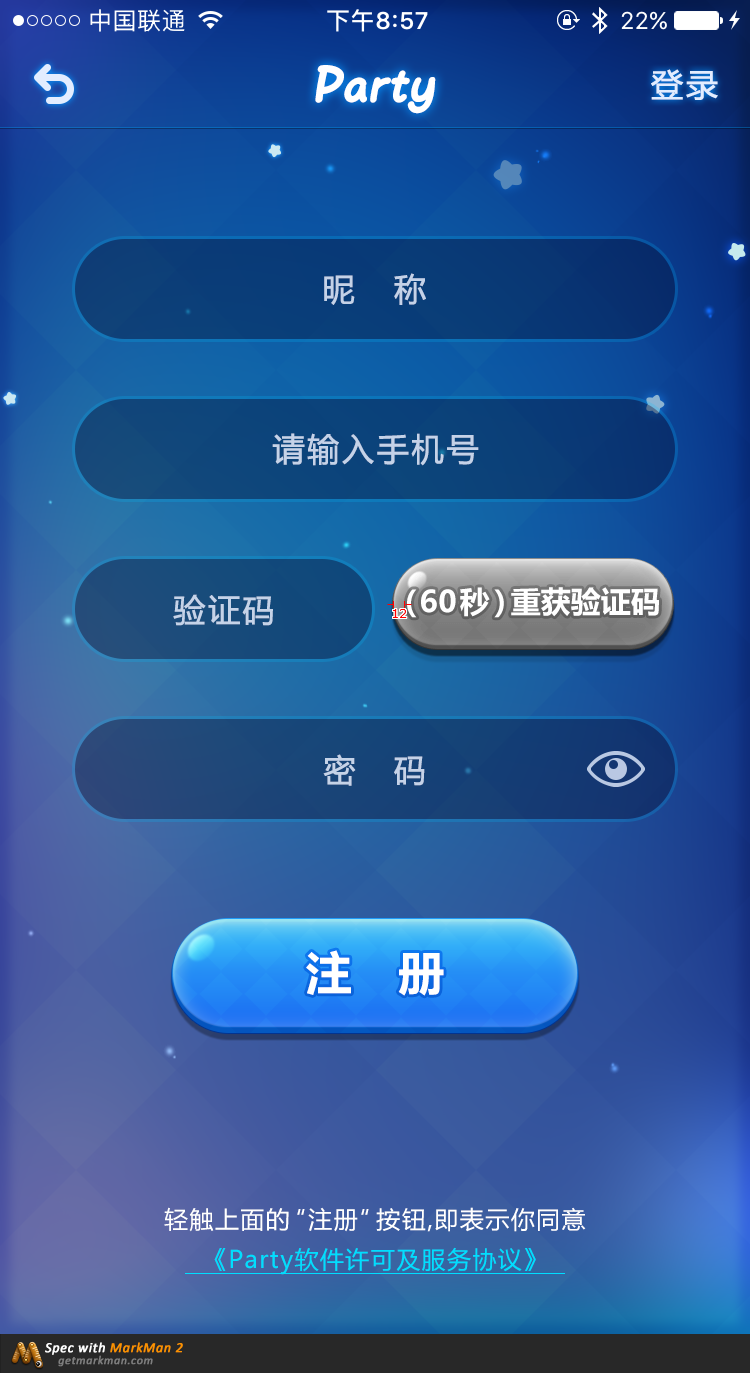 中国联通 下午8:57 22%
Party 登录
昵 称
请输入手机号
验证码 (60秒)重获验证码
12
密 码
注 册
轻触上面的“注册”按钮,即表示你同意
《Party软件许可及服务协议》
Spec with MarkMan 2
getmarkman.com